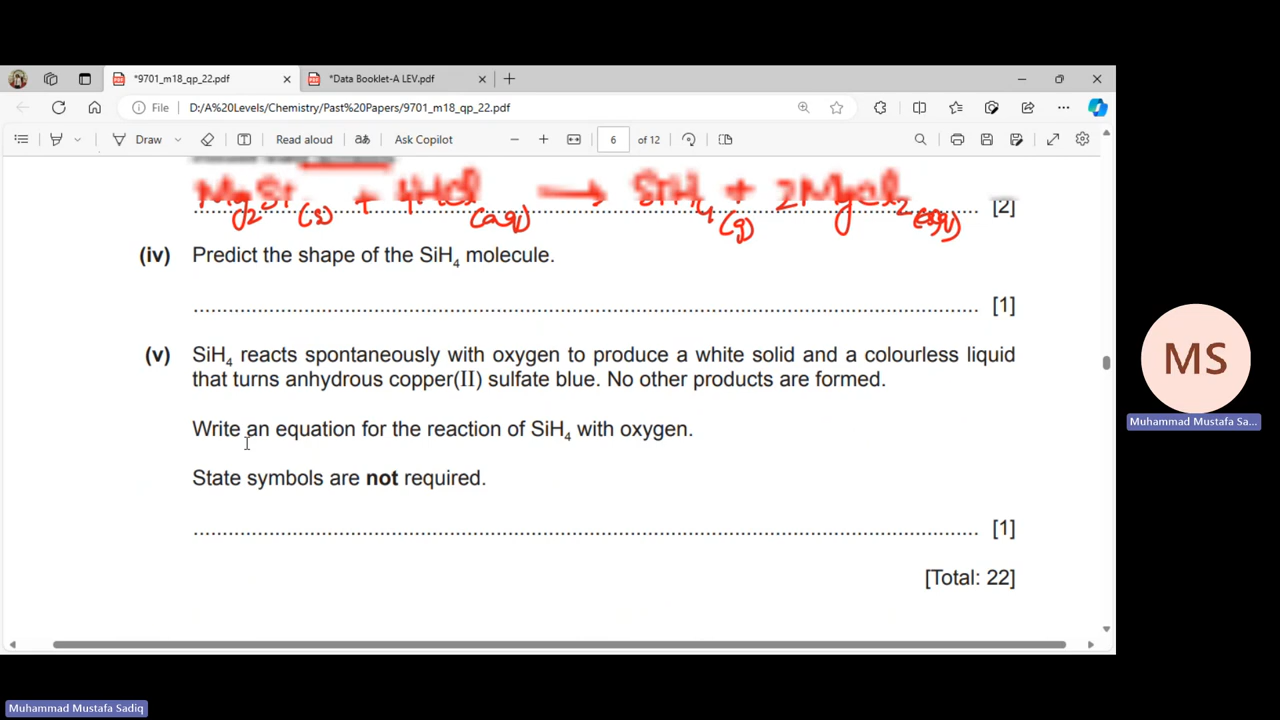 *9701_m18_qp_22.pdf
*Data Booklet-A LEV.pdf
File
D:/A%20Levels/Chemistry/Past%20Papers/9701_m18_qp_22.pdf
Draw
Read aloud
aあ
Ask Copilot
6 of 12
Mg2Si(s) + 4HCl(aq) → SiH4(g) + 2MgCl2(aq) [2]
(iv) Predict the shape of the SiH4 molecule.
[1]
(v) SiH4 reacts spontaneously with oxygen to produce a white solid and a colourless liquid
that turns anhydrous copper(II) sulfate blue. No other products are formed.
Write an equation for the reaction of SiH4 with oxygen.
State symbols are not required.
[1]
[Total: 22]
MS
Muhammad Mustafa Sa...
Muhammad Mustafa Sadiq